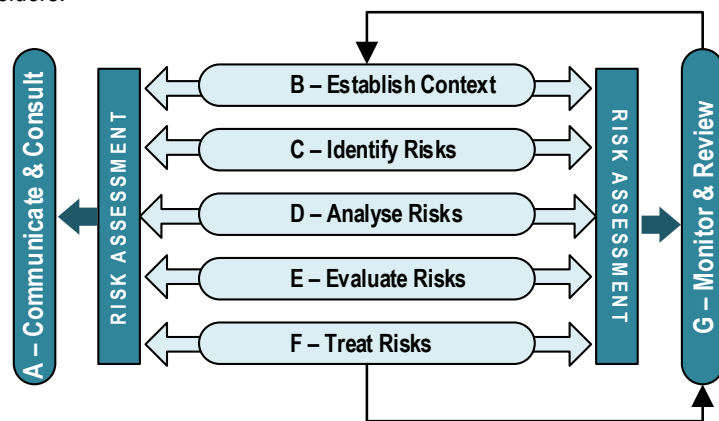 A – Communicate & Consult
RISK ASSESSMENT
B – Establish Context
C – Identify Risks
D – Analyse Risks
E – Evaluate Risks
F – Treat Risks
RISK ASSESSMENT
G – Monitor & Review